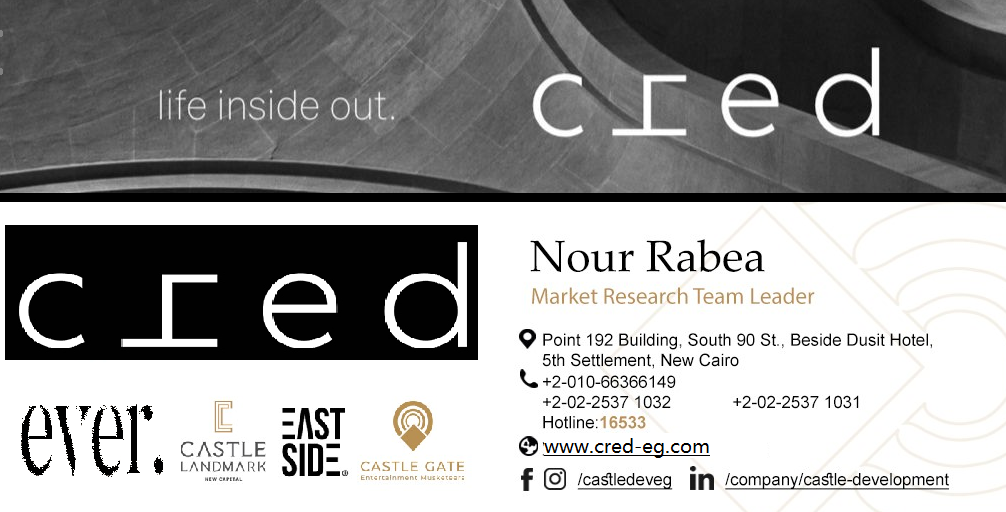 life inside out.
cred
cred
ever.
CASTLE
LANDMARK
NEW CAPITAL
EAST
SIDE
CASTLE GATE
Entertainment Musketeers
Nour Rabea
Market Research Team Leader
Point 192 Building, South 90 St., Beside Dusit Hotel,
5th Settlement, New Cairo
+2-010-66366149
+2-02-2537 1032 +2-02-2537 1031
Hotline:16533
www.cred-eg.com
/castledeveg /company/castle-development